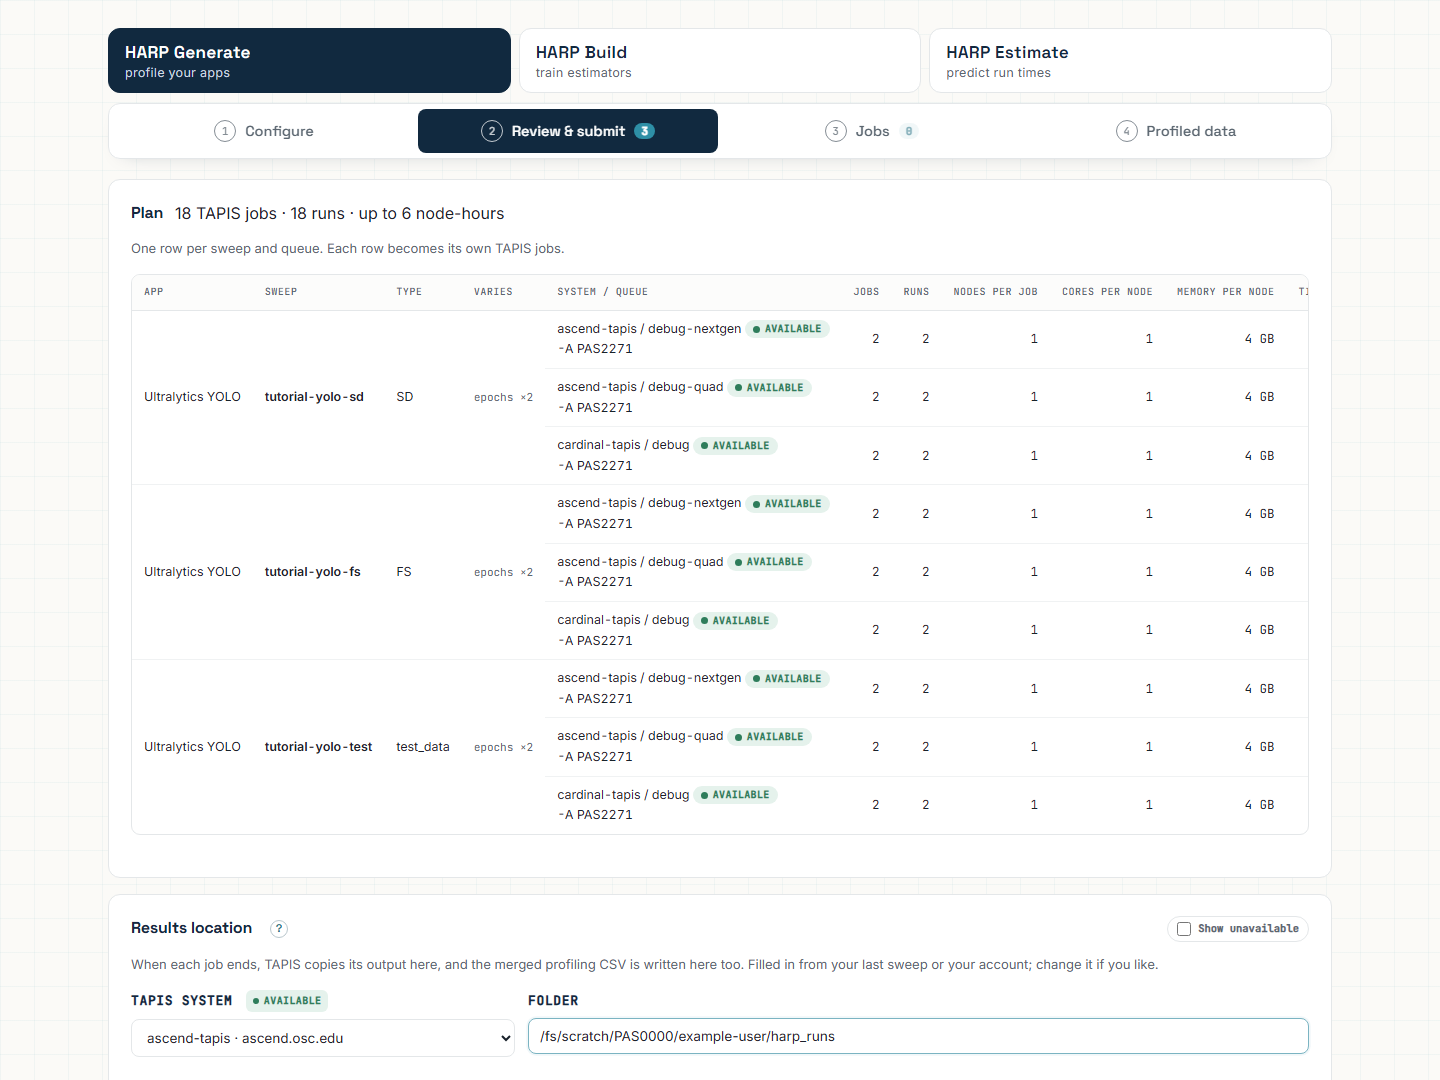 HARP Generate
profile your apps
HARP Build
train estimators
HARP Estimate
predict run times
1 Configure
2 Review & submit 3
3 Jobs 0
4 Profiled data
Plan 18 TAPIS jobs · 18 runs · up to 6 node-hours
One row per sweep and queue. Each row becomes its own TAPIS jobs.
APP SWEEP TYPE VARIES SYSTEM / QUEUE JOBS RUNS NODES PER JOB CORES PER NODE MEMORY PER NODE
Ultralytics YOLO tutorial-yolo-sd SD epochs ×2
ascend-tapis / debug-nextgen AVAILABLE 2 2 1 1 4 GB
-A PAS2271
ascend-tapis / debug-quad AVAILABLE 2 2 1 1 4 GB
-A PAS2271
cardinal-tapis / debug AVAILABLE 2 2 1 1 4 GB
-A PAS2271
Ultralytics YOLO tutorial-yolo-fs FS epochs ×2
ascend-tapis / debug-nextgen AVAILABLE 2 2 1 1 4 GB
-A PAS2271
ascend-tapis / debug-quad AVAILABLE 2 2 1 1 4 GB
-A PAS2271
cardinal-tapis / debug AVAILABLE 2 2 1 1 4 GB
-A PAS2271
Ultralytics YOLO tutorial-yolo-test test_data epochs ×2
ascend-tapis / debug-nextgen AVAILABLE 2 2 1 1 4 GB
-A PAS2271
ascend-tapis / debug-quad AVAILABLE 2 2 1 1 4 GB
-A PAS2271
cardinal-tapis / debug AVAILABLE 2 2 1 1 4 GB
-A PAS2271
Results location ?
Show unavailable
When each job ends, TAPIS copies its output here, and the merged profiling CSV is written here too. Filled in from your last sweep or your account; change it if you like.
TAPIS SYSTEM AVAILABLE
ascend-tapis · ascend.osc.edu
FOLDER
/fs/scratch/PAS0000/example-user/harp_runs